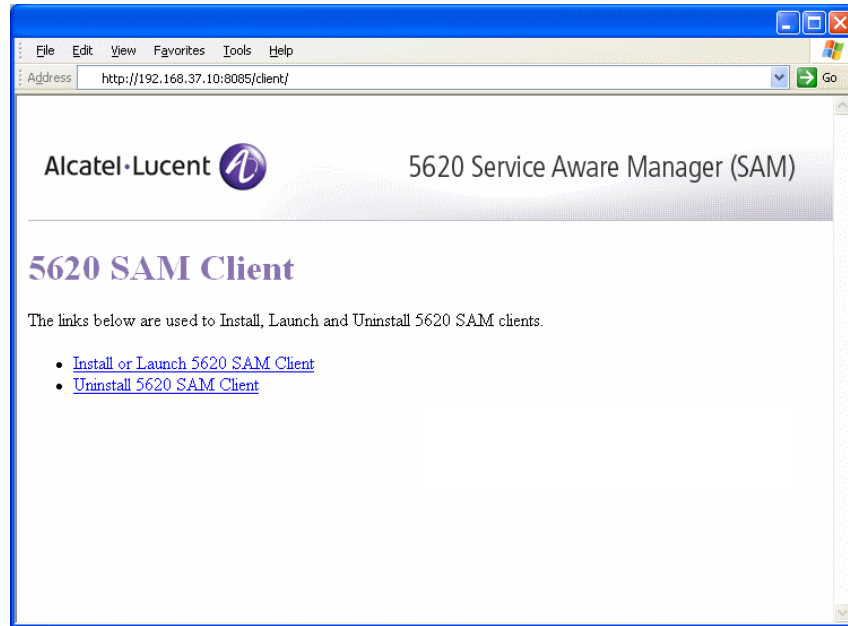 File Edit View Favorites Tools Help
Address http://192.168.37.10:8085/client/ Go
Alcatel·Lucent 5620 Service Aware Manager (SAM)
5620 SAM Client
The links below are used to Install, Launch and Uninstall 5620 SAM clients.
• Install or Launch 5620 SAM Client
• Uninstall 5620 SAM Client